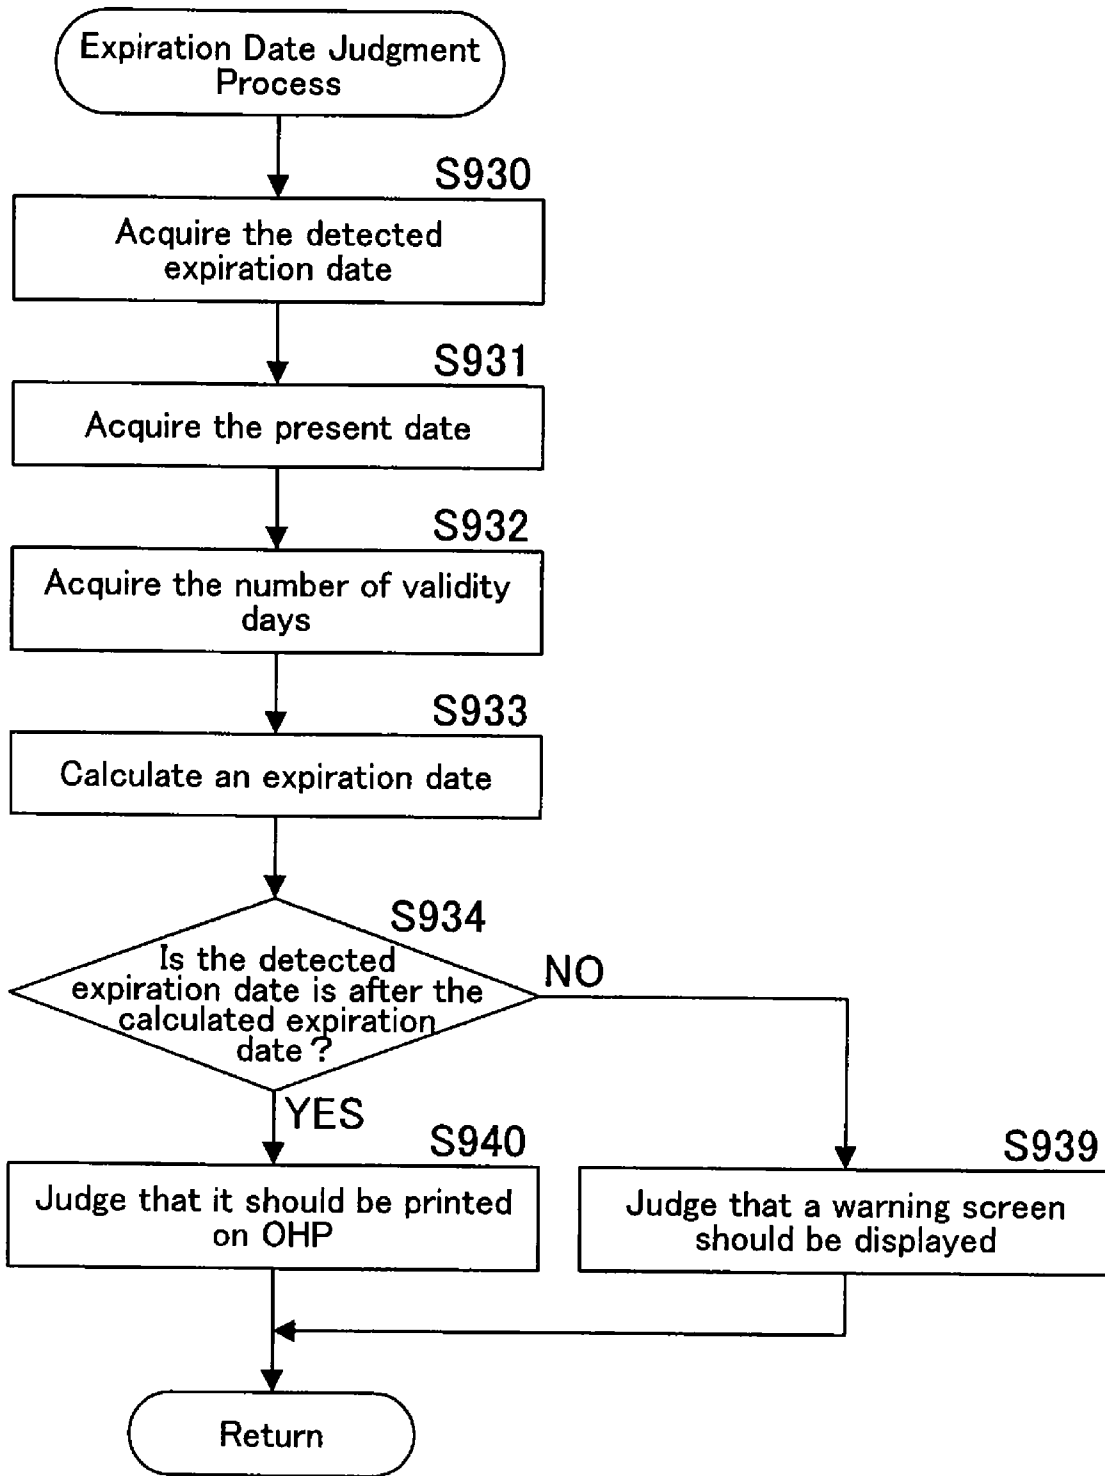 Expiration Date Judgment
Process
S930
Acquire the detected
expiration date
S931
Acquire the present date
S932
Acquire the number of validity
days
S933
Calculate an expiration date
S934
Is the detected
expiration date is after the
calculated expiration
date?
NO
YES
S940
Judge that it should be printed
on OHP
S939
Judge that a warning screen
should be displayed
Return